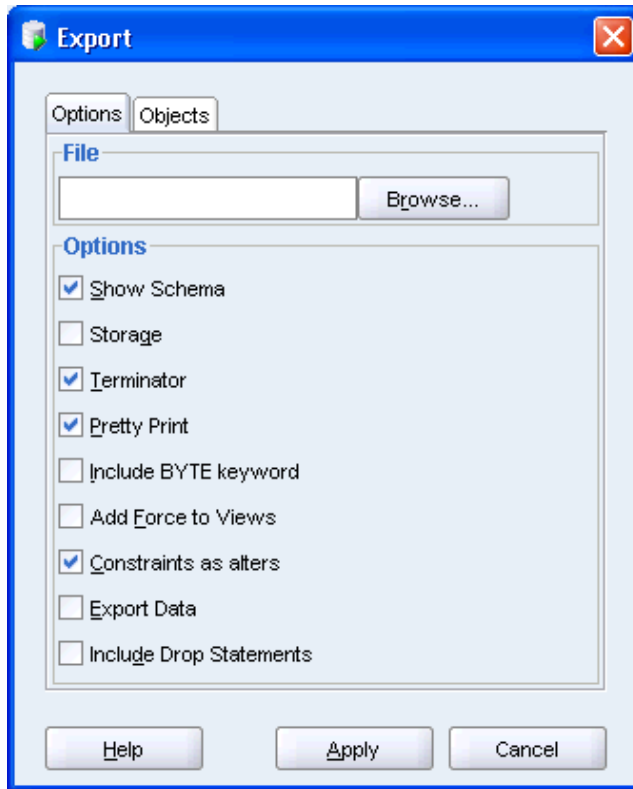 Export
Options Objects
File
Browse...
Options
Show Schema
Storage
Terminator
Pretty Print
Include BYTE keyword
Add Force to Views
Constraints as alters
Export Data
Include Drop Statements
Help Apply Cancel